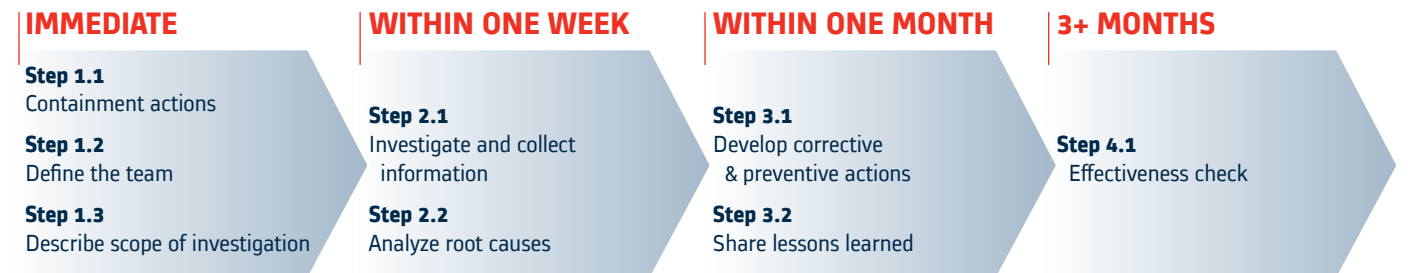 IMMEDIATE
Step 1.1
Containment actions
Step 1.2
Define the team
Step 1.3
Describe scope of investigation
WITHIN ONE WEEK
Step 2.1
Investigate and collect
information
Step 2.2
Analyze root causes
WITHIN ONE MONTH
Step 3.1
Develop corrective
& preventive actions
Step 3.2
Share lessons learned
3+ MONTHS
Step 4.1
Effectiveness check